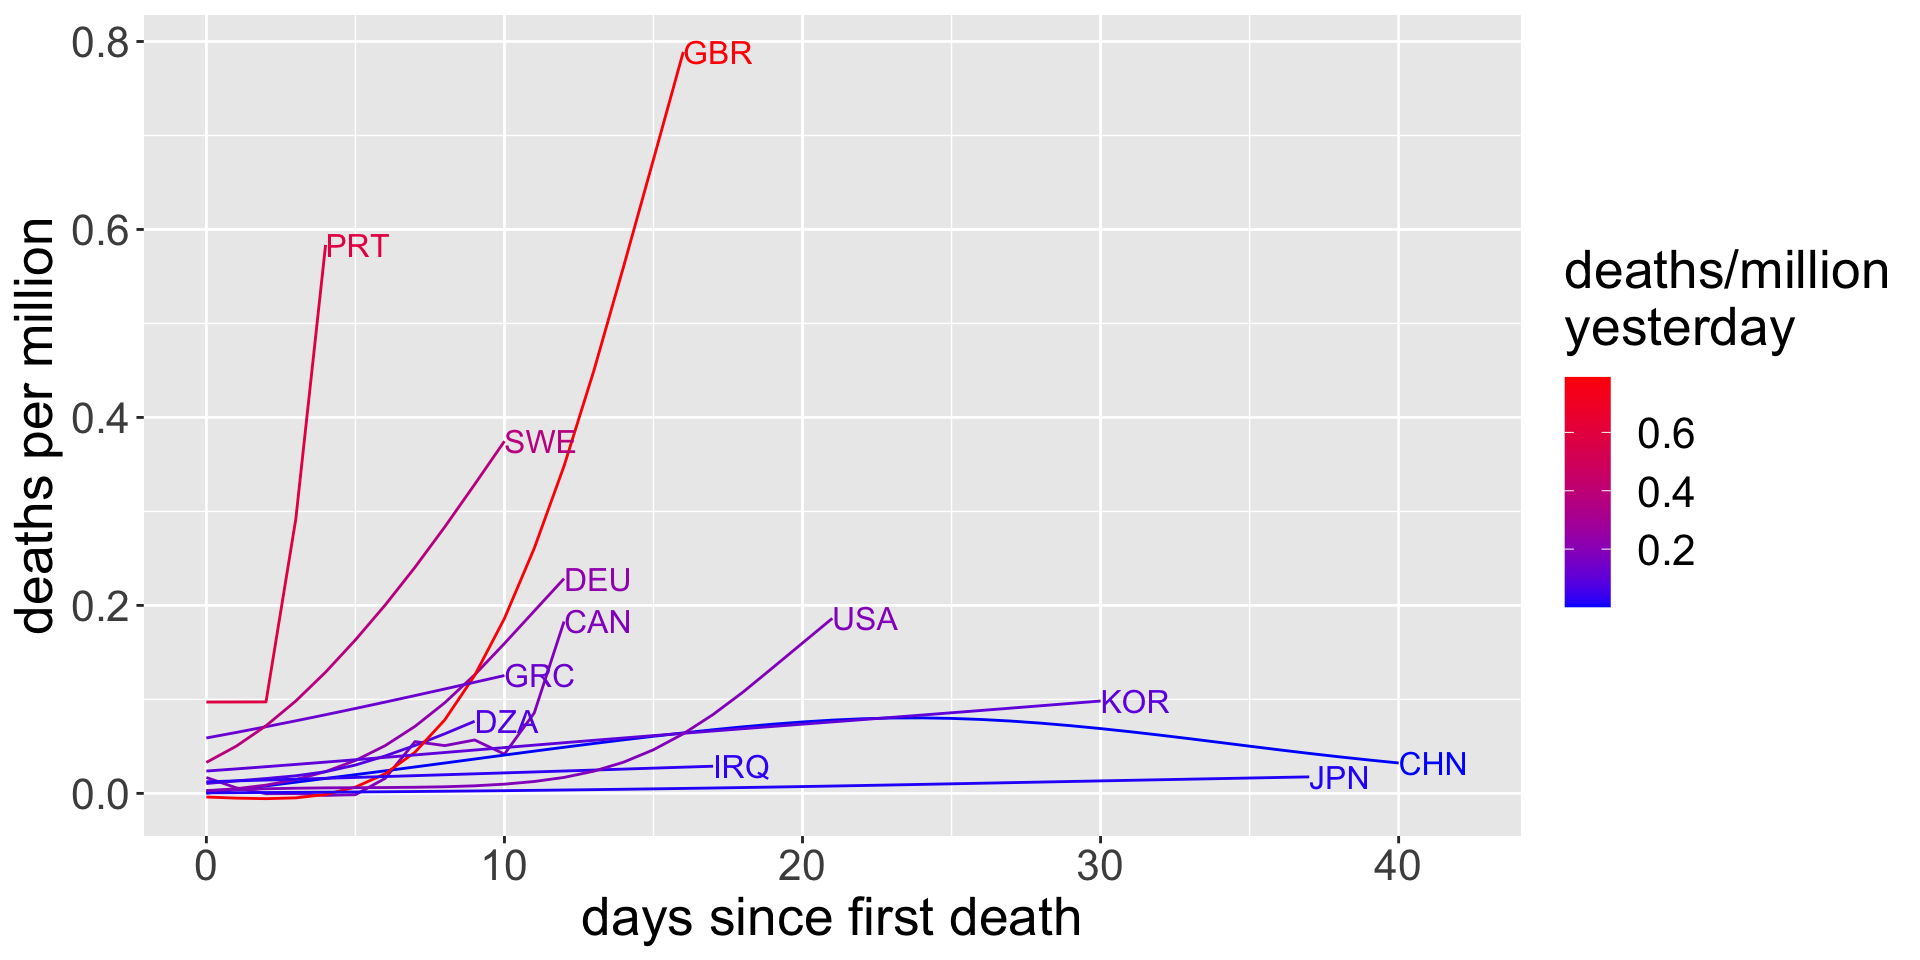 0.8
0.6
0.4
0.2
0.0
deaths per million
GBR
PRT
SWE
DEU
CAN
USA
GRC
KOR
DZA
IRQ
CHN
JPN
0 10 20 30 40
days since first death
deaths/million
yesterday
0.6
0.4
0.2